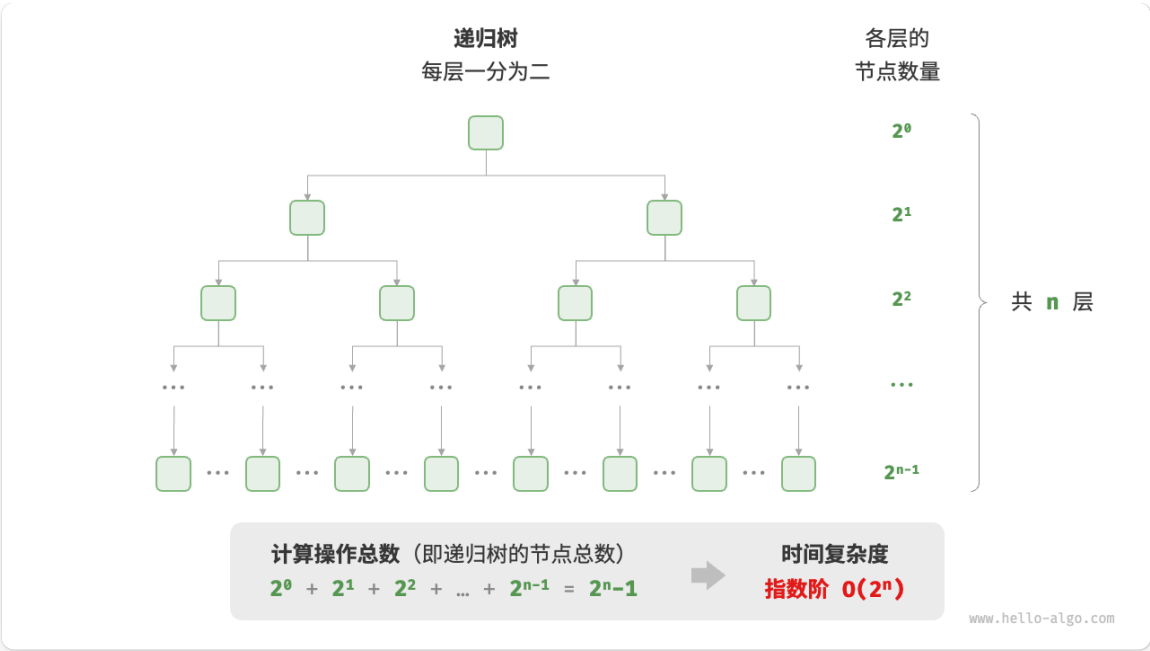 递归树
每层一分为二
各层的
节点数量
2⁰
2¹
2²
...
2ⁿ⁻¹
共 n 层
... ... ... ... ... ... ... ...
... ... ... ... ... ... ...
计算操作总数（即递归树的节点总数）
2⁰ + 2¹ + 2² + … + 2ⁿ⁻¹ = 2ⁿ-1
时间复杂度
指数阶 O(2ⁿ)
www.hello-algo.com